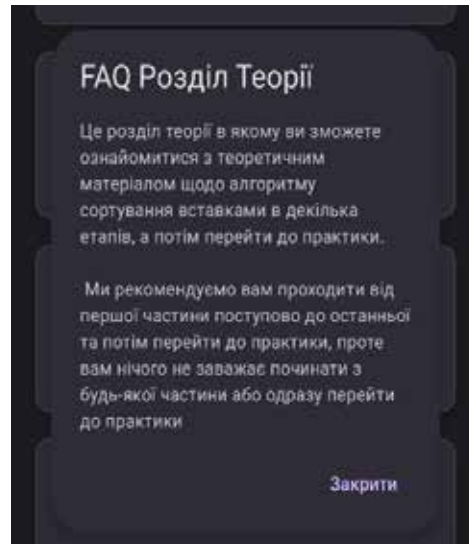 FAQ Розділ Теорії
Це розділ теорії в якому ви зможете
ознайомитися з теоретичним
матеріалом щодо алгоритму
сортування вставками в декілька
етапів, а потім перейти до практики.
Ми рекомендуємо вам проходити від
першої частини поступово до останньої
та потім перейти до практики, проте
вам нічого не заважає починати з
будь-якої частини або одразу перейти
до практики
Закрити